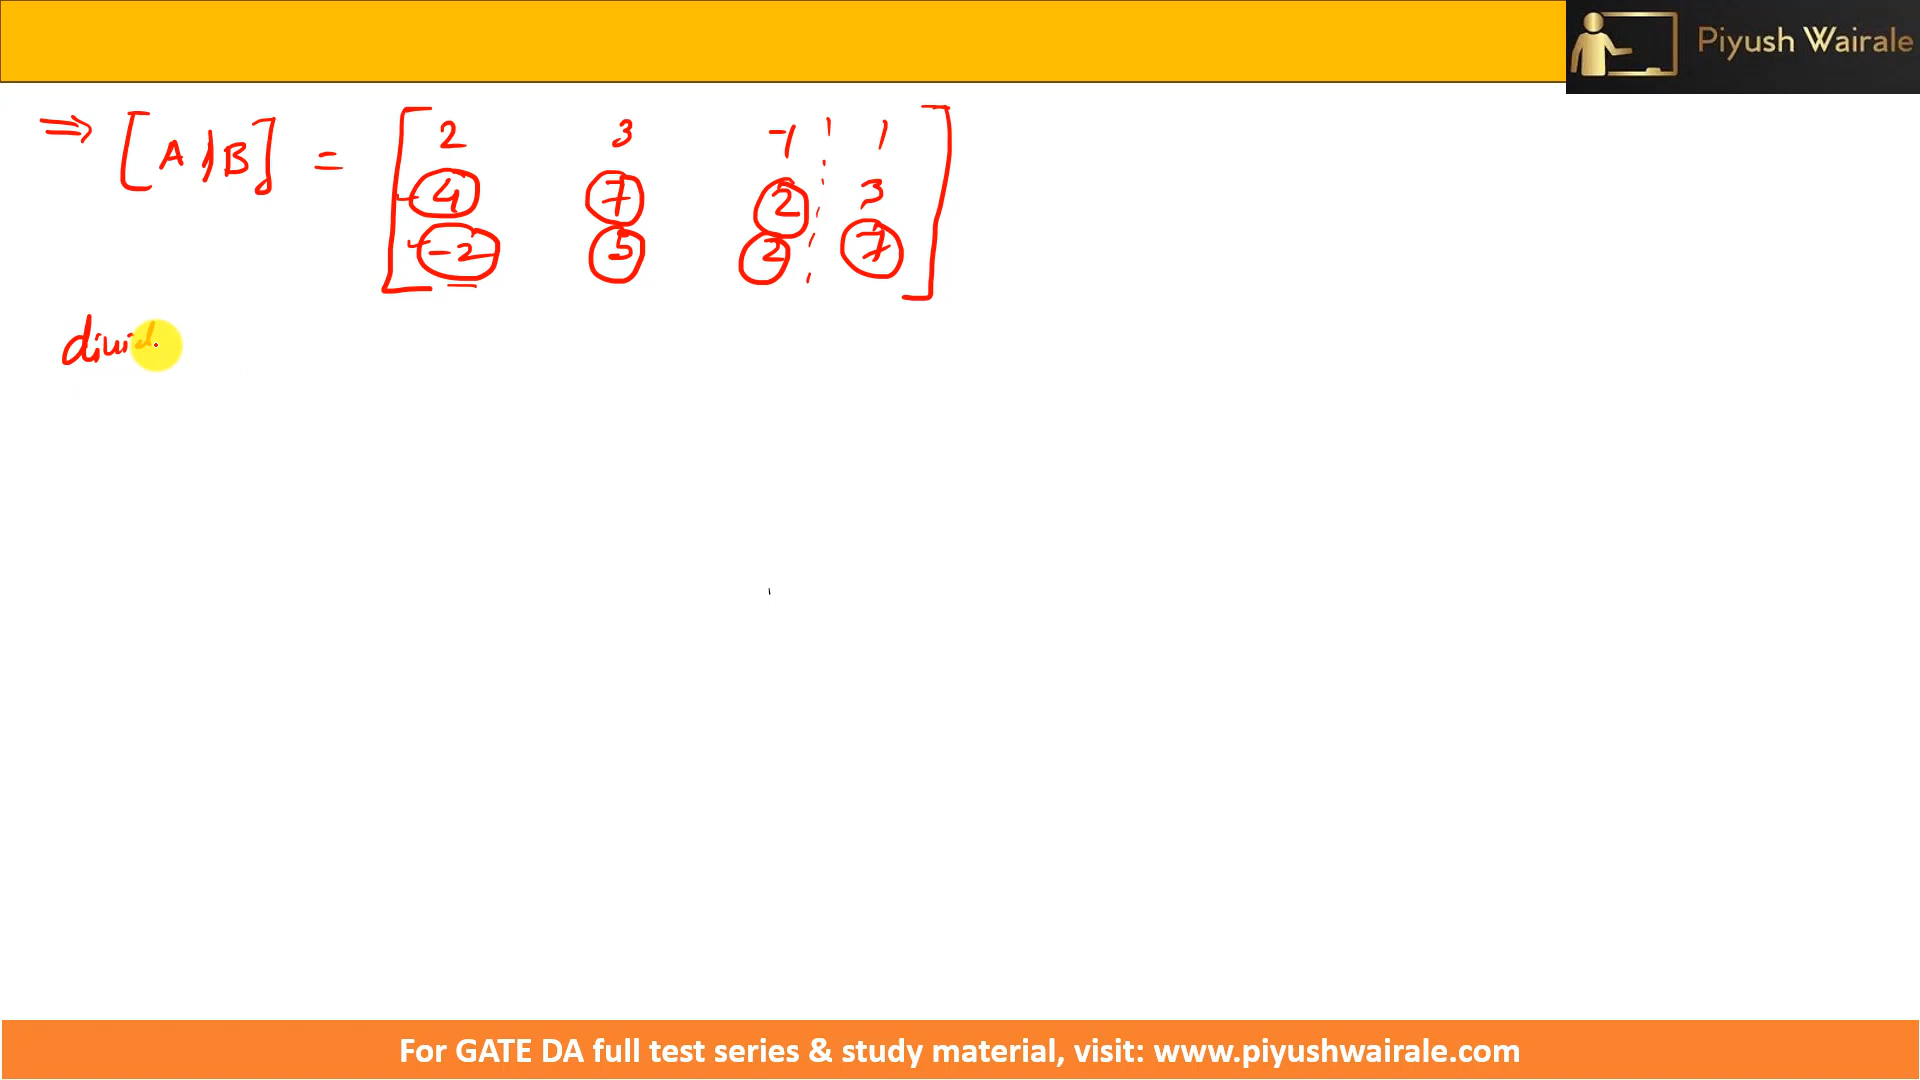 Piyush Wairale
⇒ [A | B] = [ 2 3 -1 | 1
4 7 2 | 3
-2 5 2 | 7 ]
divid
For GATE DA full test series & study material, visit: www.piyushwairale.com